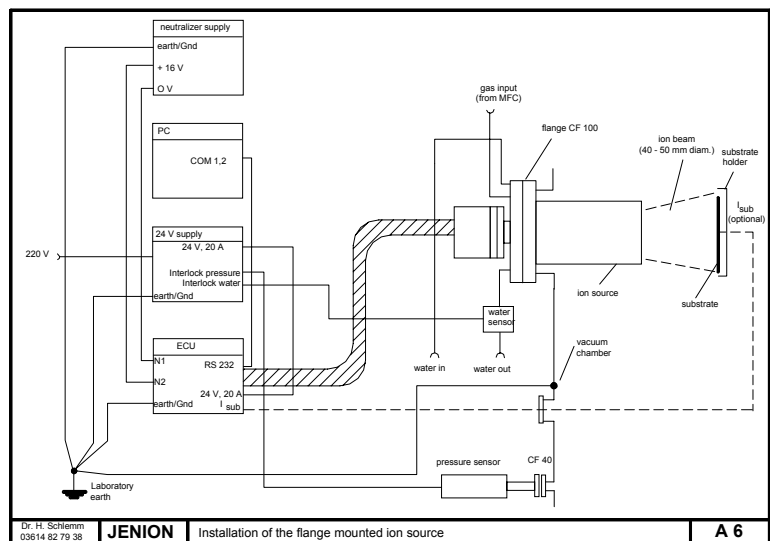 neutralizer supply
earth/Gnd
+ 16 V
O V
PC
COM 1,2
24 V supply
24 V, 20 A
220 V
Interlock pressure
Interlock water
earth/Gnd
ECU
N1
RS 232
N2
24 V, 20 A
earth/Gnd
I sub
Laboratory
earth
gas input
(from MFC)
flange CF 100
ion beam
(40 - 50 mm diam.)
substrate
holder
I sub
(optional)
ion source
substrate
water
sensor
water in
water out
vacuum
chamber
pressure sensor
CF 40
Dr. H. Schlemm
03614 82 79 38
JENION
Installation of the flange mounted ion source
A 6